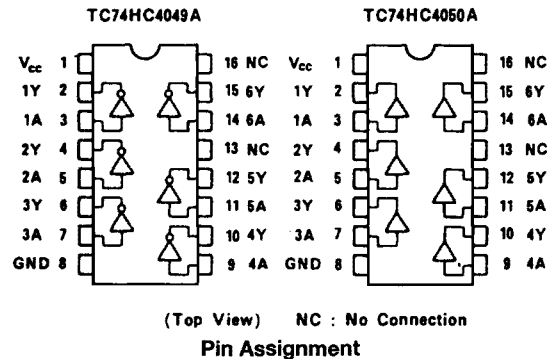 TC74HC4049A TC74HC4050A
Vcc 1 16 NC Vcc 1 16 NC
1Y 2 15 6Y 1Y 2 15 6Y
1A 3 14 6A 1A 3 14 6A
2Y 4 13 NC 2Y 4 13 NC
2A 5 12 5Y 2A 5 12 5Y
3Y 6 11 5A 3Y 6 11 5A
3A 7 10 4Y 3A 7 10 4Y
GND 8 9 4A GND 8 9 4A
(Top View) NC : No Connection
Pin Assignment